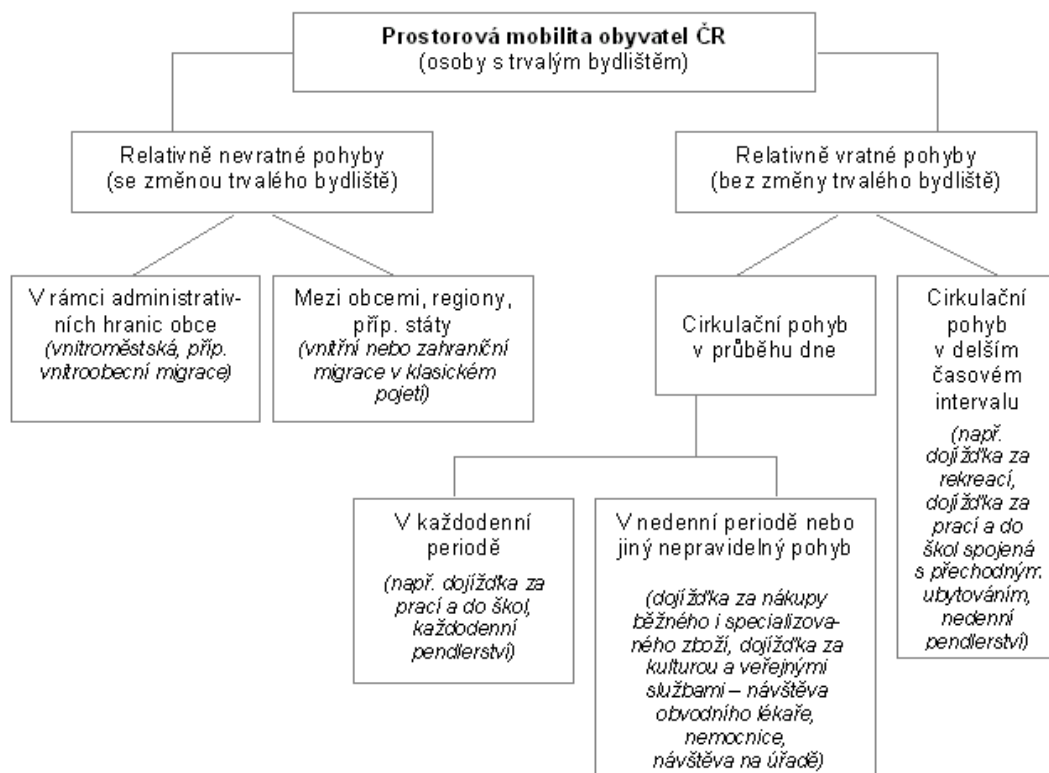 Prostorová mobilita obyvatel ČR
(osoby s trvalým bydlištěm)
Relativně nevratné pohyby
(se změnou trvalého bydliště)
Relativně vratné pohyby
(bez změny trvalého bydliště)
V rámci administrativ-
ních hranic obce
(vnitroměstská, příp.
vnitroobecní migrace)
Mezi obcemi, regiony,
příp. státy
(vnitřní nebo zahraniční
migrace v klasickém
pojetí)
Cirkulační pohyb
v průběhu dne
Cirkulační
pohyb
v delším
časovém
intervalu
(např.
dojížďka za
rekreací,
dojížďka za
prací a do
škol spojená
s přechodným
ubytováním,
nedenní
pendlerství)
V každodenní
periodě
(např. dojížďka za
prací a do škol,
každodenní
pendlerství)
V nedenní periodě nebo
jiný nepravidelný pohyb
(dojížďka za nákupy
běžného i specializova-
ného zboží, dojížďka za
kulturou a veřejnými
službami – návštěva
obvodního lékaře,
nemocnice,
návštěva na úřadě)